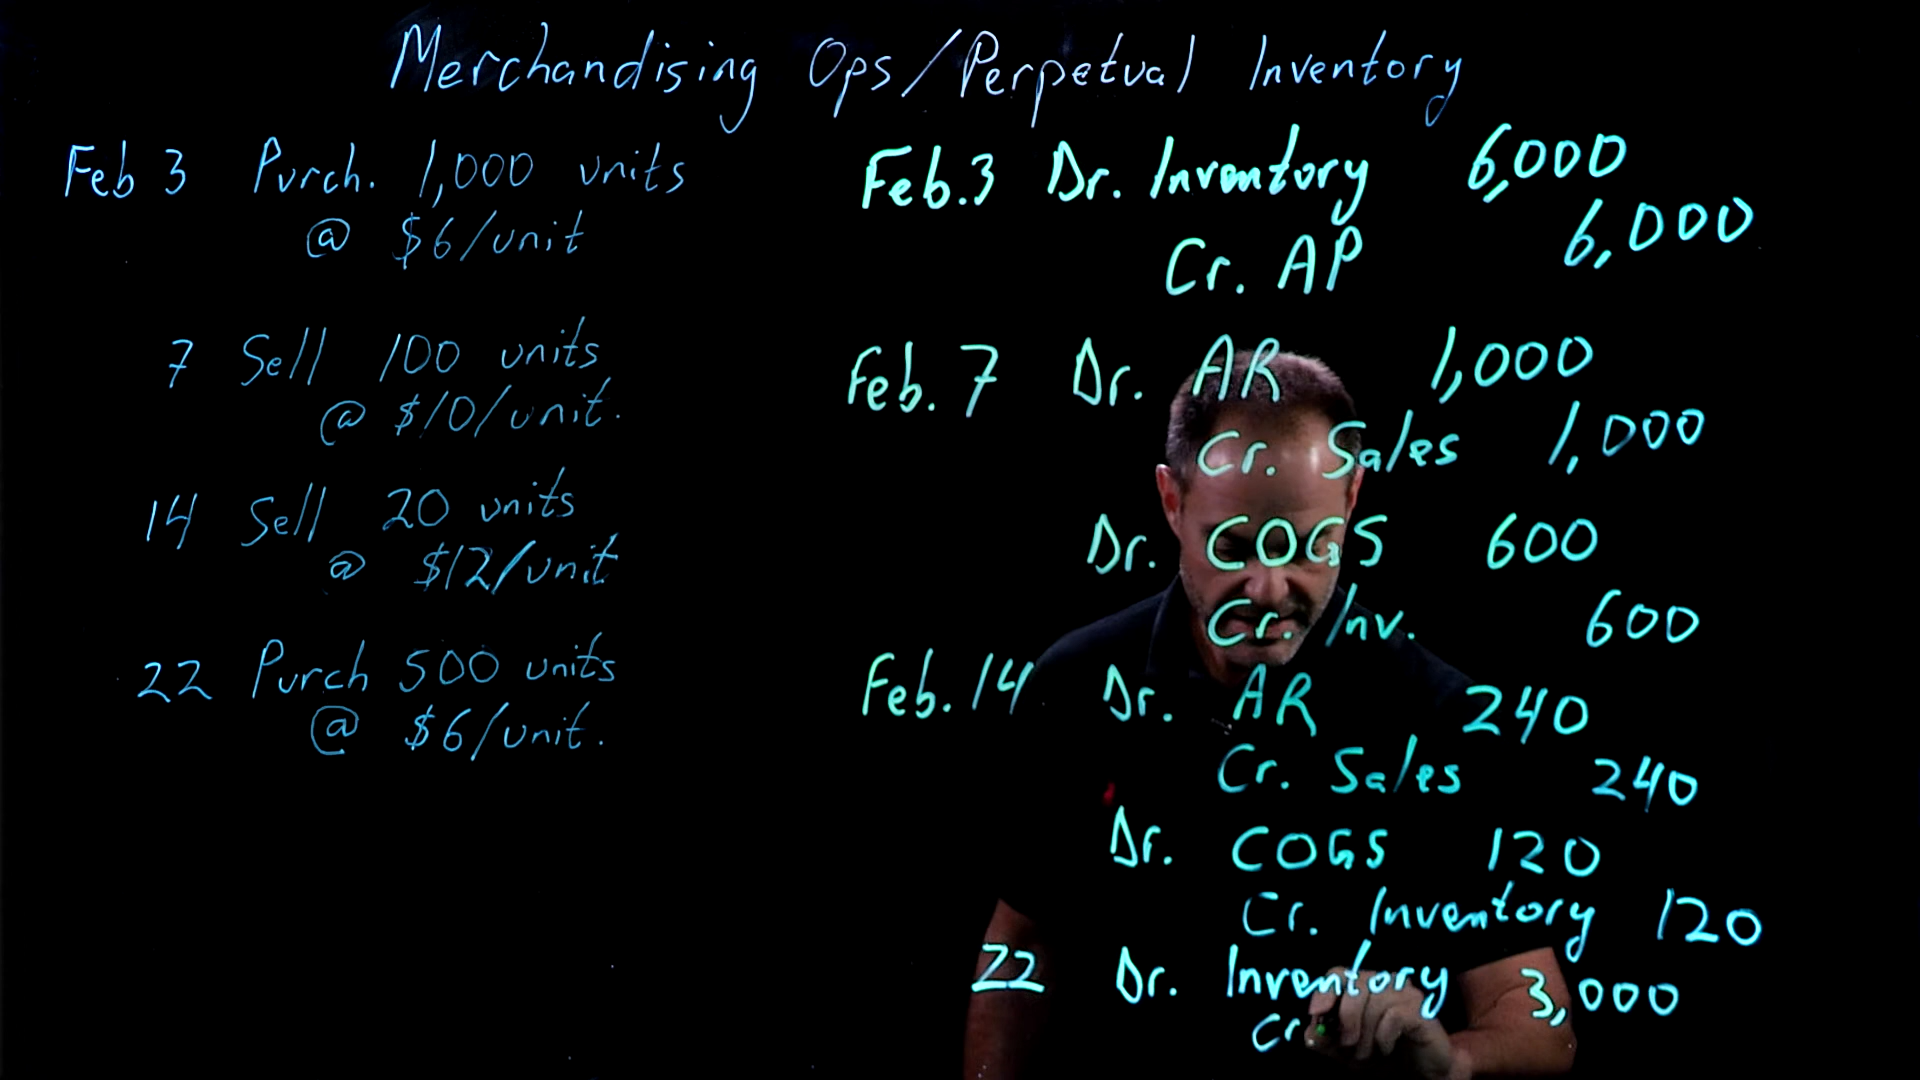 Merchandising Ops/Perpetual Inventory
Feb 3 Purch. 1,000 units
@ $6/unit
7 Sell 100 units
@ $10/unit.
14 Sell 20 units
@ $12/unit
22 Purch 500 units
@ $6/unit.
Feb. 3 Dr. Inventory 6,000
Cr. AP 6,000
Feb. 7 Dr. AR 1,000
Cr. Sales 1,000
Dr. COGS 600
Cr. Inv. 600
Feb. 14 Dr. AR 240
Cr. Sales 240
Dr. COGS 120
Cr. Inventory 120
22 Dr. Inventory 3,000
Cr.